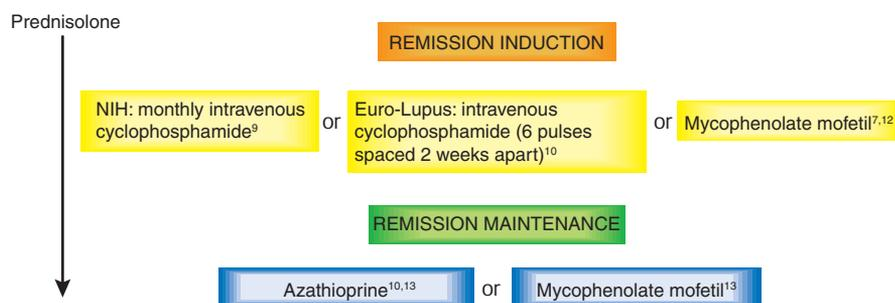 Prednisolone
REMISSION INDUCTION
NIH: monthly intravenous
cyclophosphamide⁹
or
Euro-Lupus: intravenous
cyclophosphamide (6 pulses
spaced 2 weeks apart)¹⁰
or
Mycophenolate mofetil⁷,¹²
REMISSION MAINTENANCE
Azathioprine¹⁰,¹³
or
Mycophenolate mofetil¹³